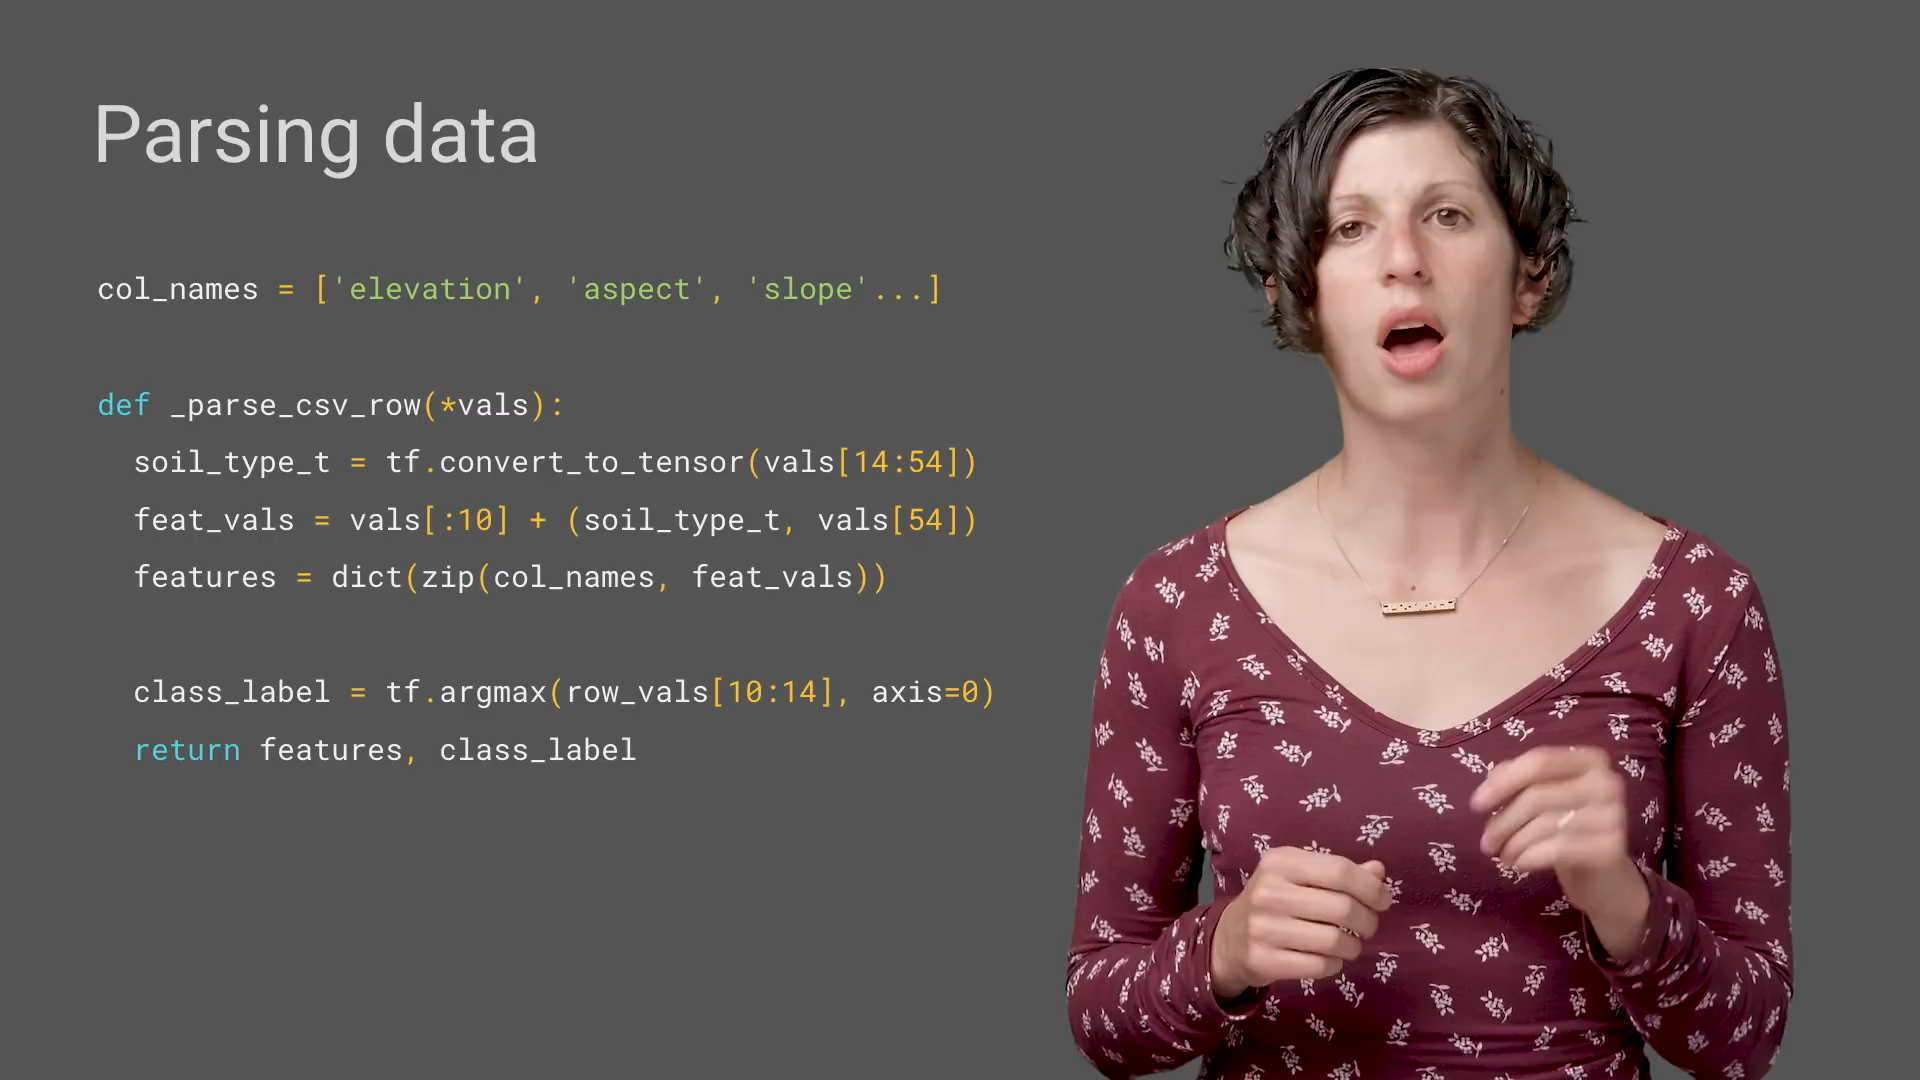 Parsing data
col_names = ['elevation', 'aspect', 'slope'...]
def _parse_csv_row(*vals):
soil_type_t = tf.convert_to_tensor(vals[14:54])
feat_vals = vals[:10] + (soil_type_t, vals[54])
features = dict(zip(col_names, feat_vals))
class_label = tf.argmax(row_vals[10:14], axis=0)
return features, class_label